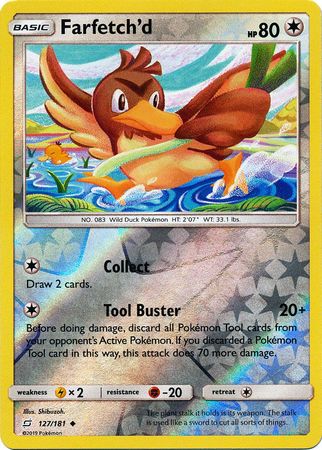 BASIC Farfetch'd HP 80
NO. 083 Wild Duck Pokémon HT: 2'07" WT: 33.1 lbs.
Collect
Draw 2 cards.
Tool Buster 20+
Before doing damage, discard all Pokémon Tool cards from
your opponent's Active Pokémon. If you discarded a Pokémon
Tool card in this way, this attack does 70 more damage.
weakness ×2 resistance -20 retreat
Illus. Shibuzoh.
127/181
The plant stalk it holds is its weapon. The stalk
is used like a sword to cut all sorts of things.
©2019 Pokémon